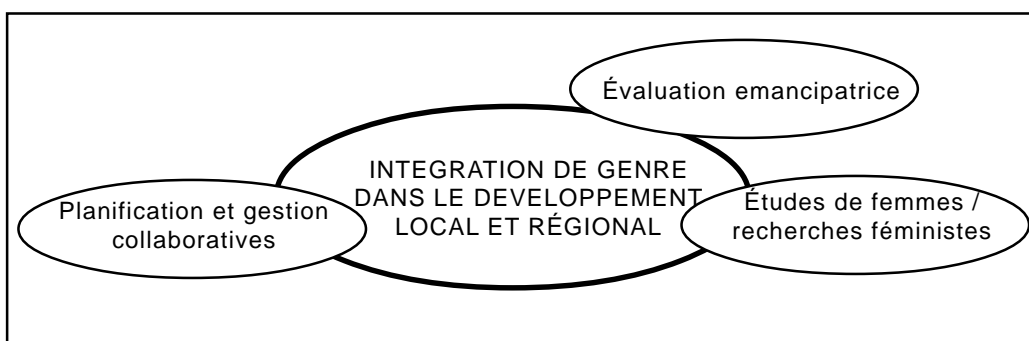 Évaluation emancipatrice
INTEGRATION DE GENRE
DANS LE DEVELOPPEMENT
LOCAL ET RÉGIONAL
Planification et gestion
collaboratives
Études de femmes /
recherches féministes